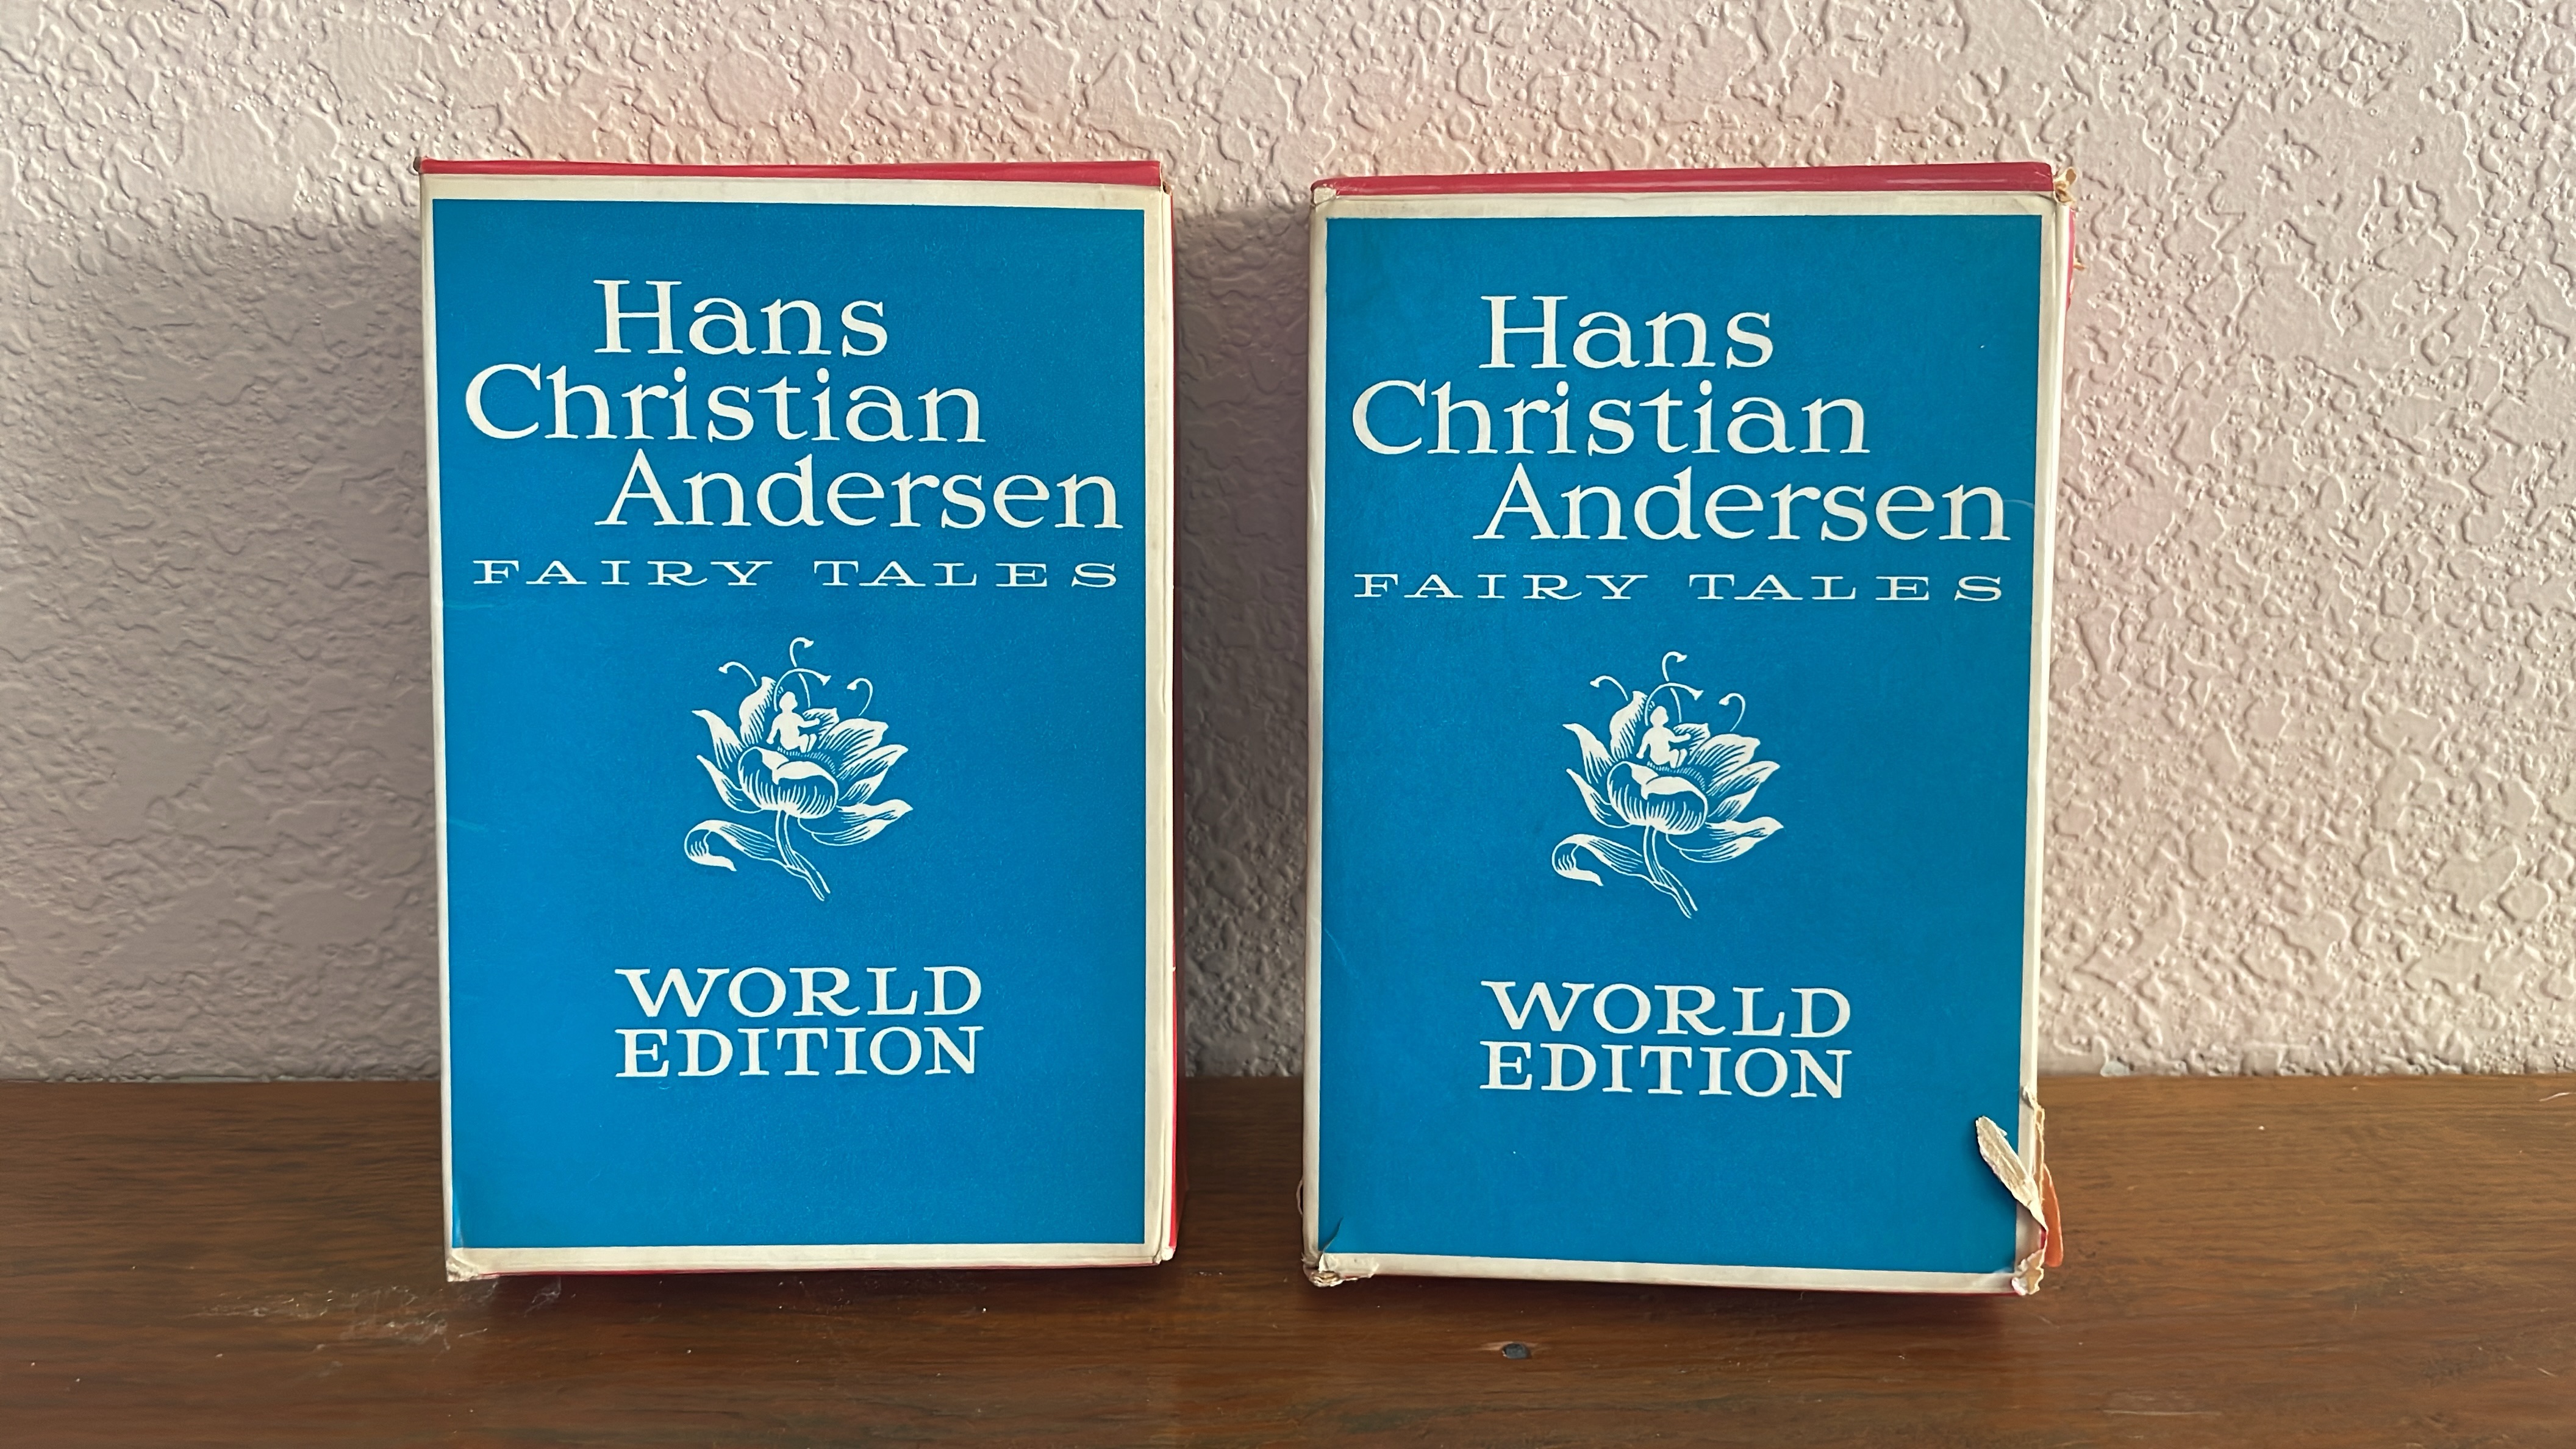 Hans
Christian
Andersen
FAIRY TALES
WORLD
EDITION
Hans
Christian
Andersen
FAIRY TALES
WORLD
EDITION